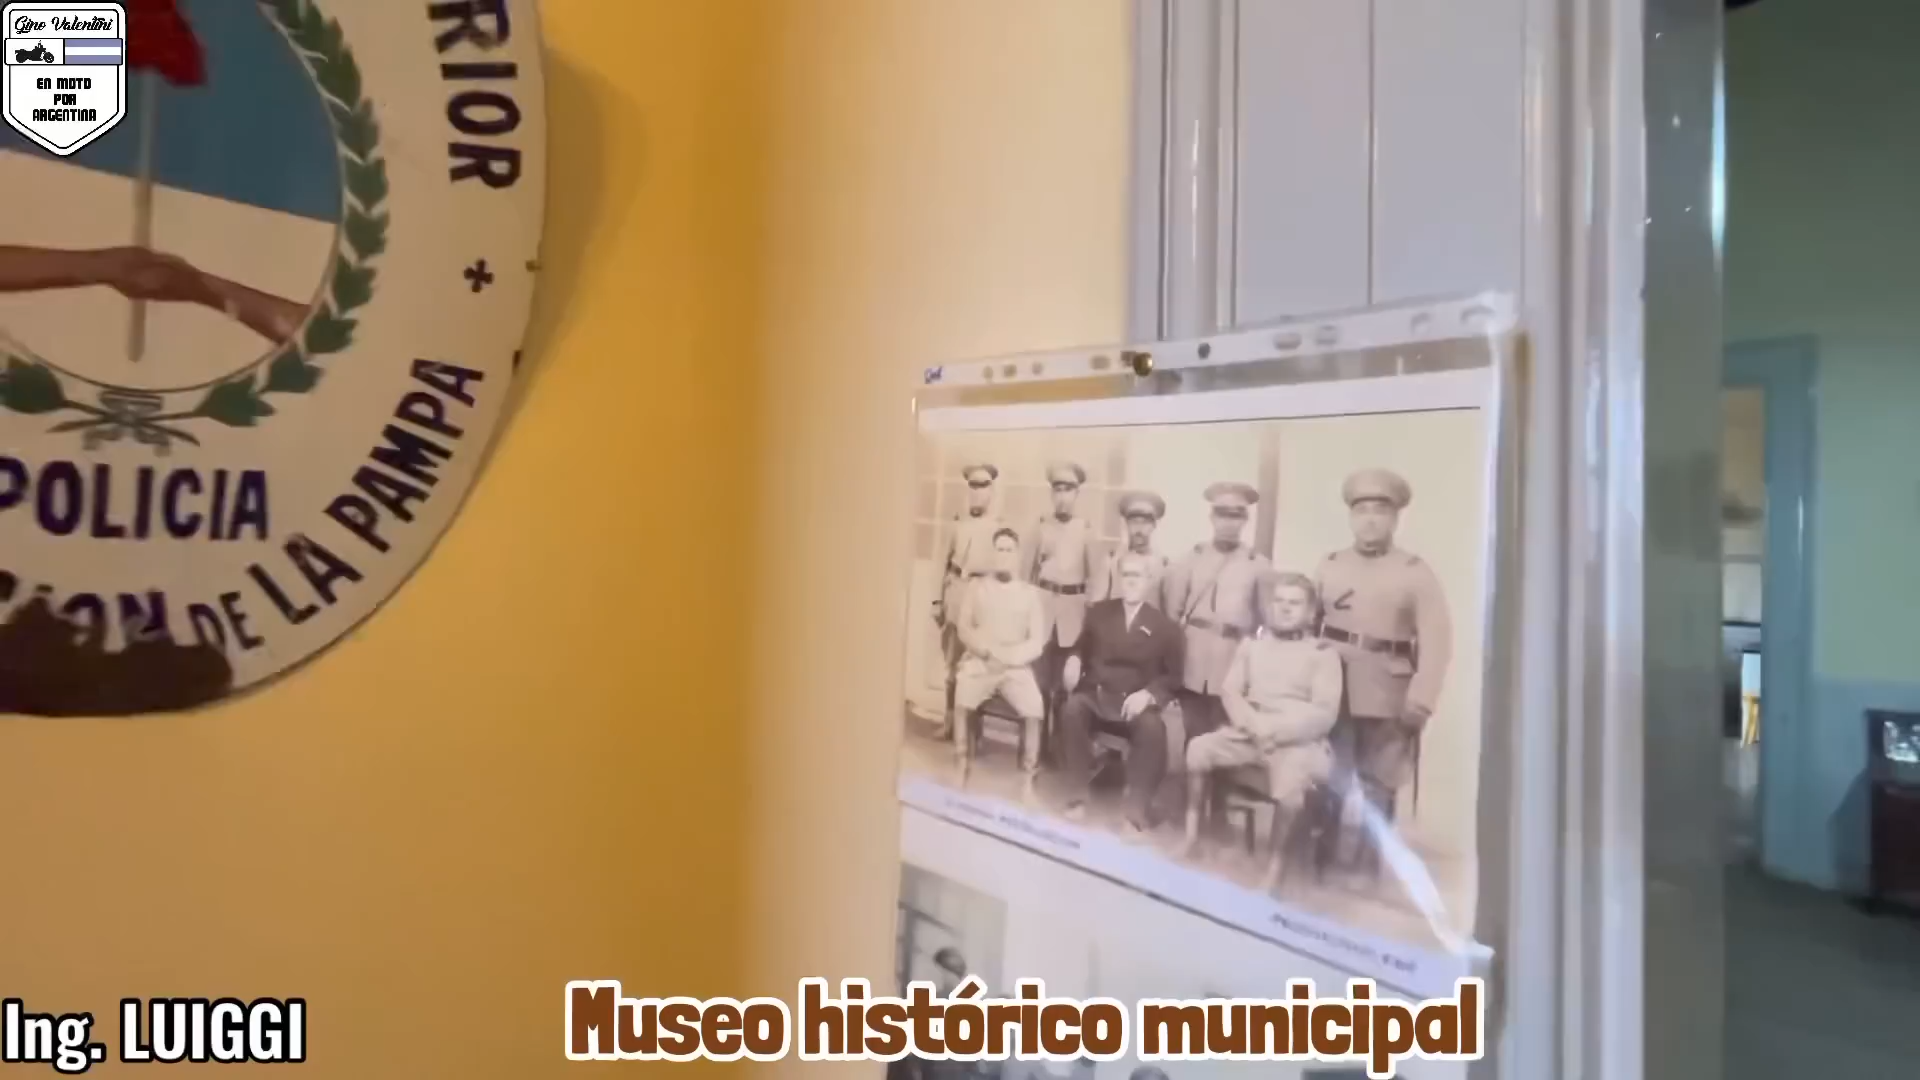 Gino Valentini
EN MOTO
POR
ARGENTINA
RIOR
POLICIA
DE LA PAMPA
Ing. LUIGGI
Museo histórico municipal